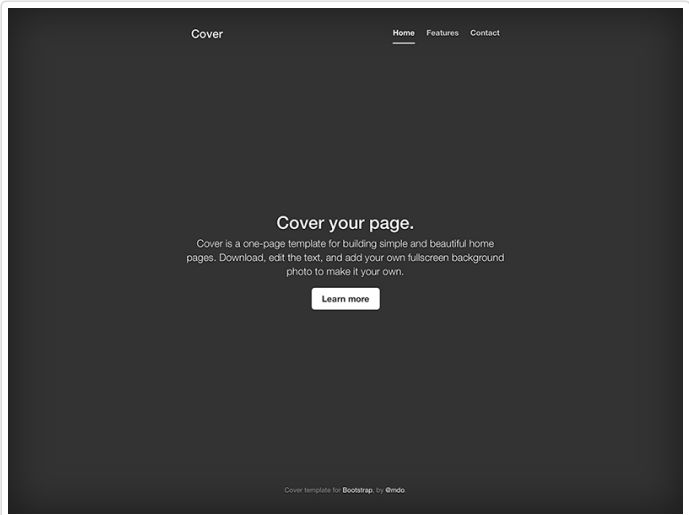 Cover
Home Features Contact
Cover your page.
Cover is a one-page template for building simple and beautiful home
pages. Download, edit the text, and add your own fullscreen background
photo to make it your own.
Learn more
Cover template for Bootstrap, by @mdo.